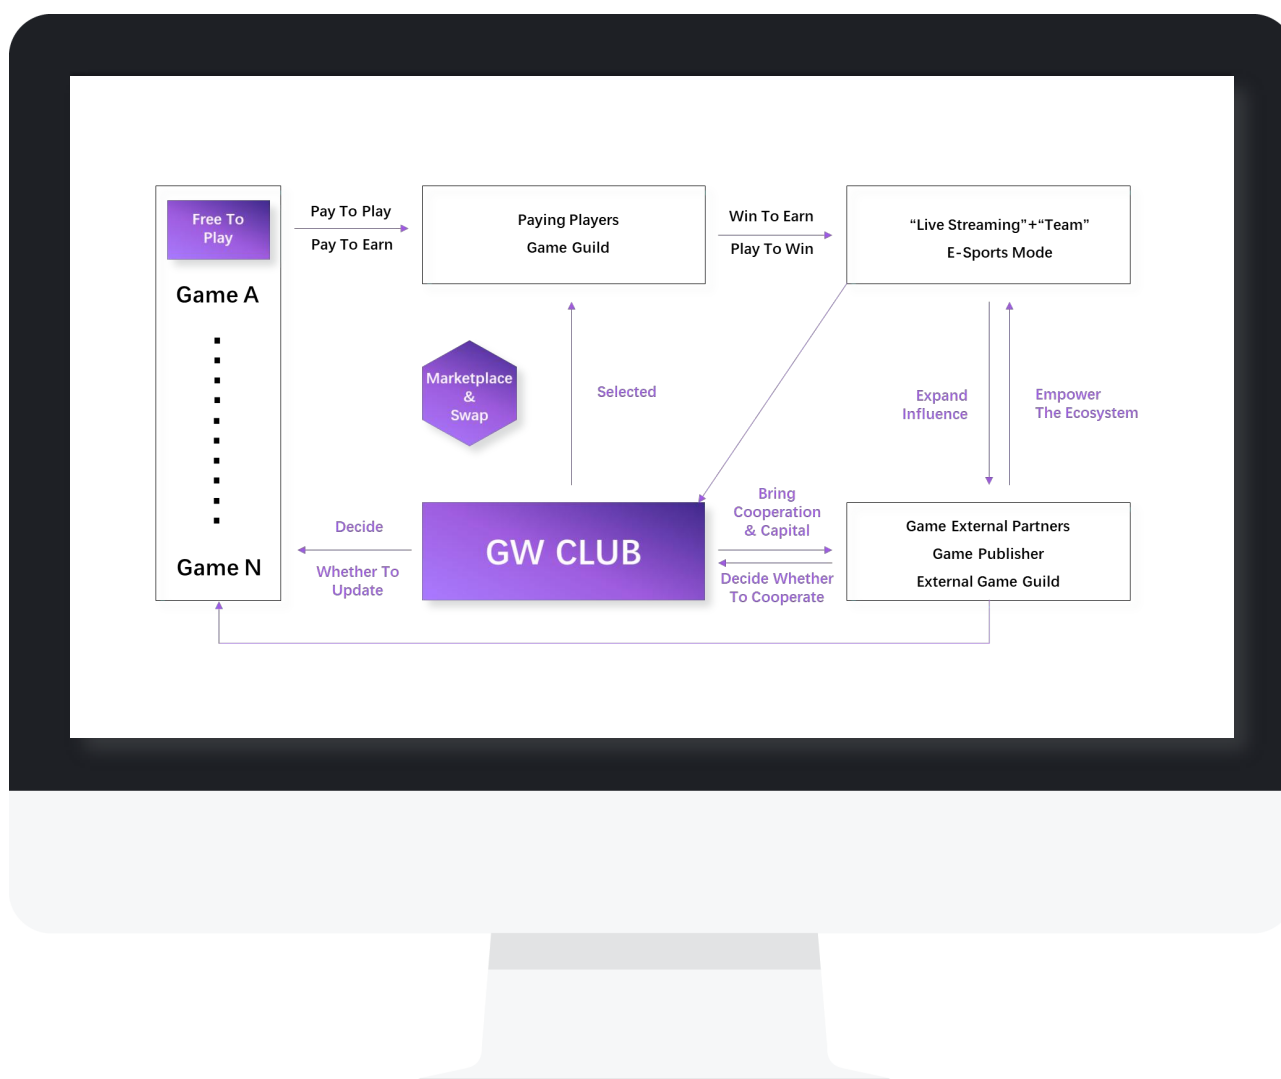 Free To
Play
Game A
Game N
Pay To Play
Pay To Earn
Paying Players
Game Guild
Win To Earn
Play To Win
“Live Streaming”+“Team”
E-Sports Mode
Marketplace
&
Swap
Selected
Expand
Influence
Empower
The Ecosystem
Decide
Whether To
Update
GW CLUB
Bring
Cooperation
& Capital
Decide Whether
To Cooperate
Game External Partners
Game Publisher
External Game Guild